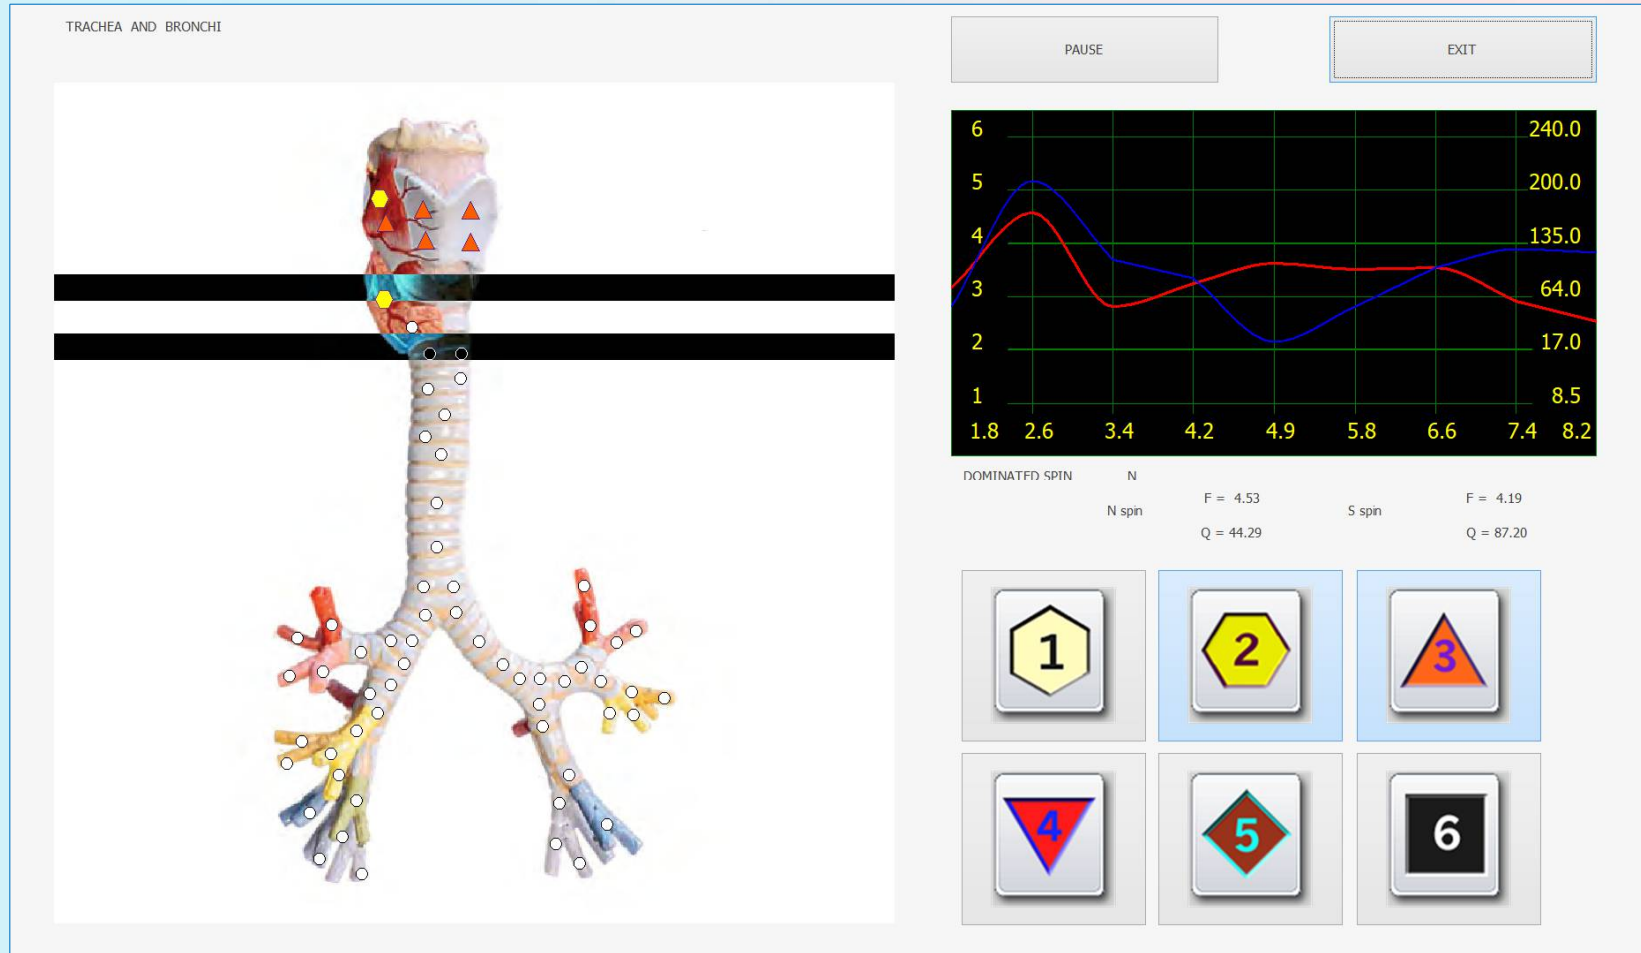 TRACHEA AND BRONCHI
PAUSE
EXIT
6 240.0
5 200.0
4 135.0
3 64.0
2 17.0
1 8.5
1.8 2.6 3.4 4.2 4.9 5.8 6.6 7.4 8.2
DOMINATED SPIN N
N spin F = 4.53 S spin F = 4.19
Q = 44.29 Q = 87.20
1 2 3
4 5 6